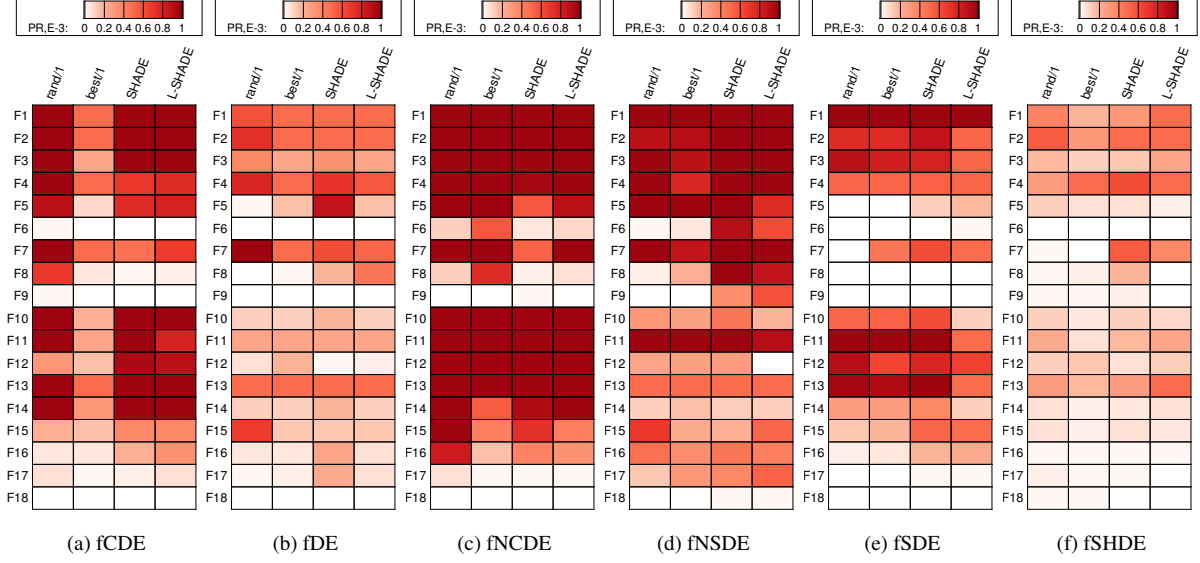 PR,E-3: 0 0.2 0.4 0.6 0.8 1
PR,E-3: 0 0.2 0.4 0.6 0.8 1
PR,E-3: 0 0.2 0.4 0.6 0.8 1
PR,E-3: 0 0.2 0.4 0.6 0.8 1
PR,E-3: 0 0.2 0.4 0.6 0.8 1
PR,E-3: 0 0.2 0.4 0.6 0.8 1
rand/1 best/1 SHADE L-SHADE
rand/1 best/1 SHADE L-SHADE
rand/1 best/1 SHADE L-SHADE
rand/1 best/1 SHADE L-SHADE
rand/1 best/1 SHADE L-SHADE
rand/1 best/1 SHADE L-SHADE
F1 F1 F1 F1 F1 F1
F2 F2 F2 F2 F2 F2
F3 F3 F3 F3 F3 F3
F4 F4 F4 F4 F4 F4
F5 F5 F5 F5 F5 F5
F6 F6 F6 F6 F6 F6
F7 F7 F7 F7 F7 F7
F8 F8 F8 F8 F8 F8
F9 F9 F9 F9 F9 F9
F10 F10 F10 F10 F10 F10
F11 F11 F11 F11 F11 F11
F12 F12 F12 F12 F12 F12
F13 F13 F13 F13 F13 F13
F14 F14 F14 F14 F14 F14
F15 F15 F15 F15 F15 F15
F16 F16 F16 F16 F16 F16
F17 F17 F17 F17 F17 F17
F18 F18 F18 F18 F18 F18
(a) fCDE
(b) fDE
(c) fNCDE
(d) fNSDE
(e) fSDE
(f) fSHDE